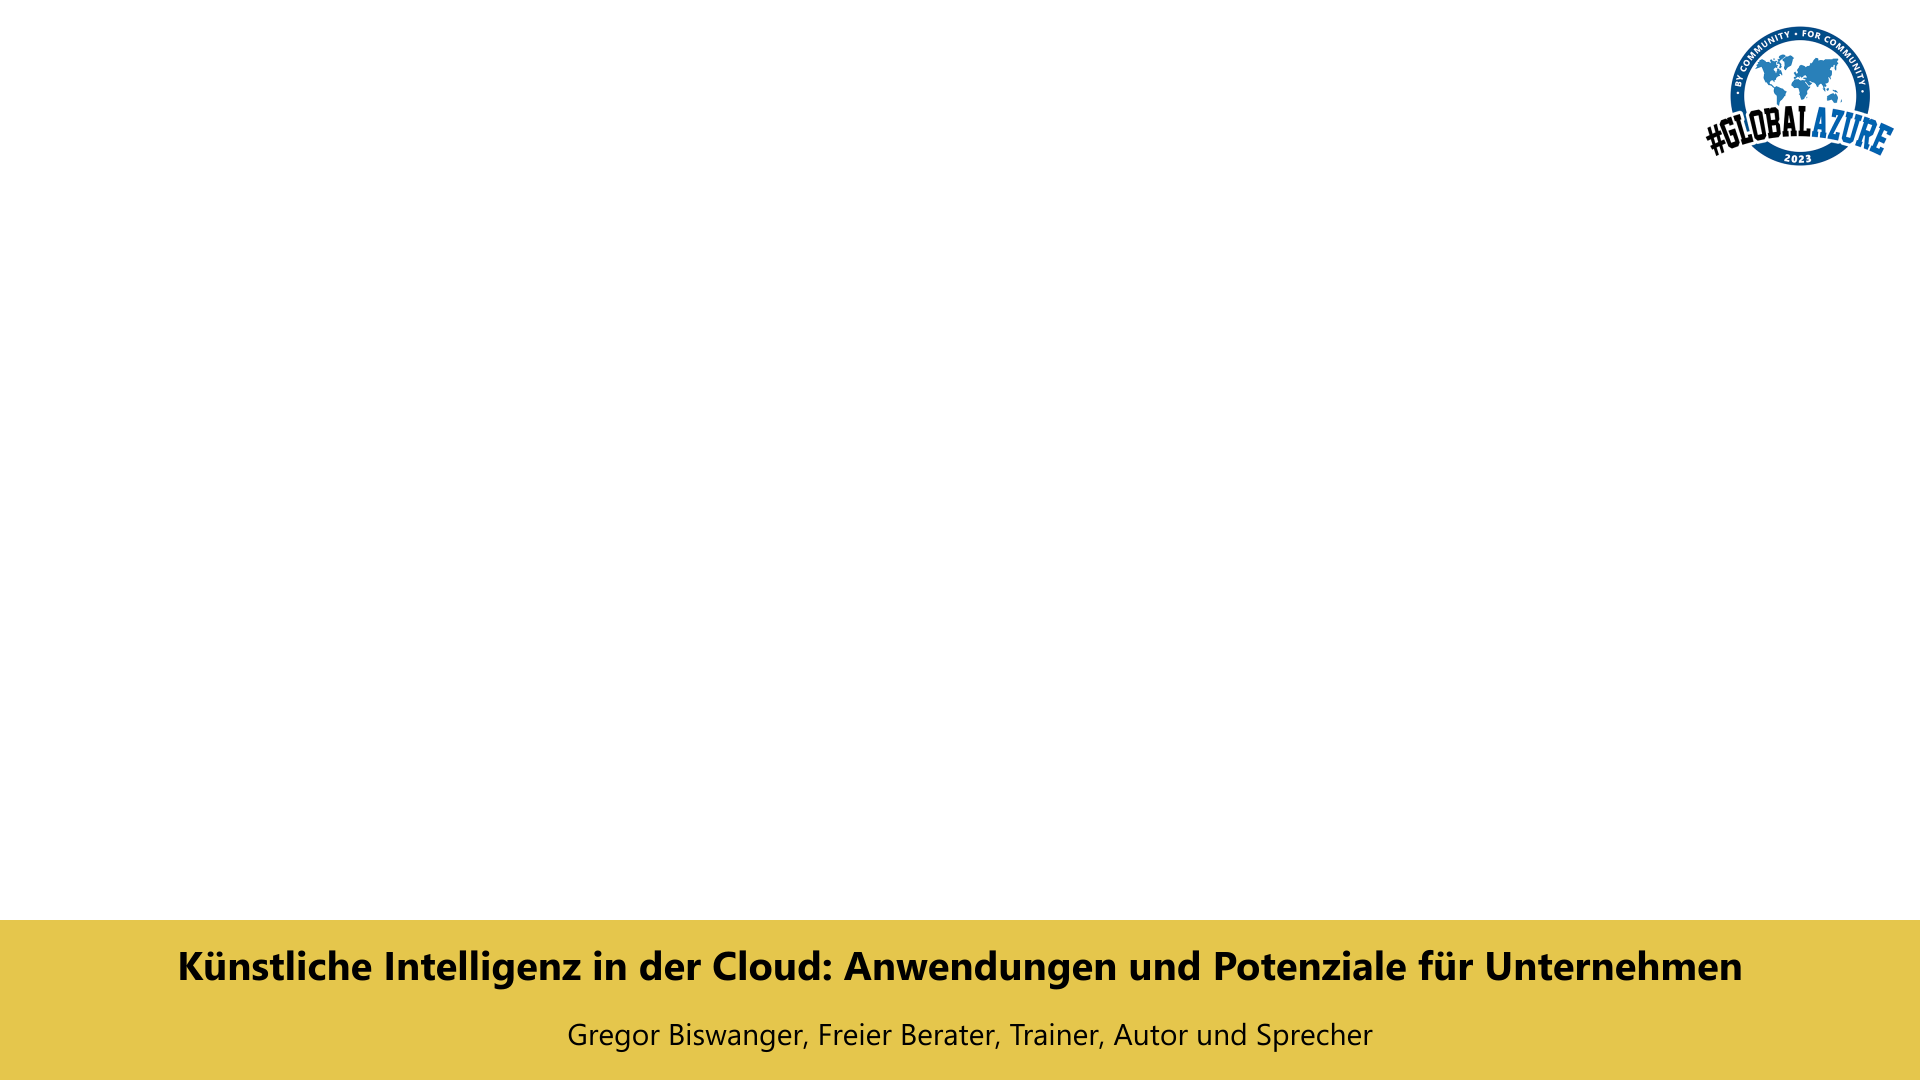 • BY COMMUNITY • FOR COMMUNITY •
#GLOBALAZURE
2023
Künstliche Intelligenz in der Cloud: Anwendungen und Potenziale für Unternehmen
Gregor Biswanger, Freier Berater, Trainer, Autor und Sprecher